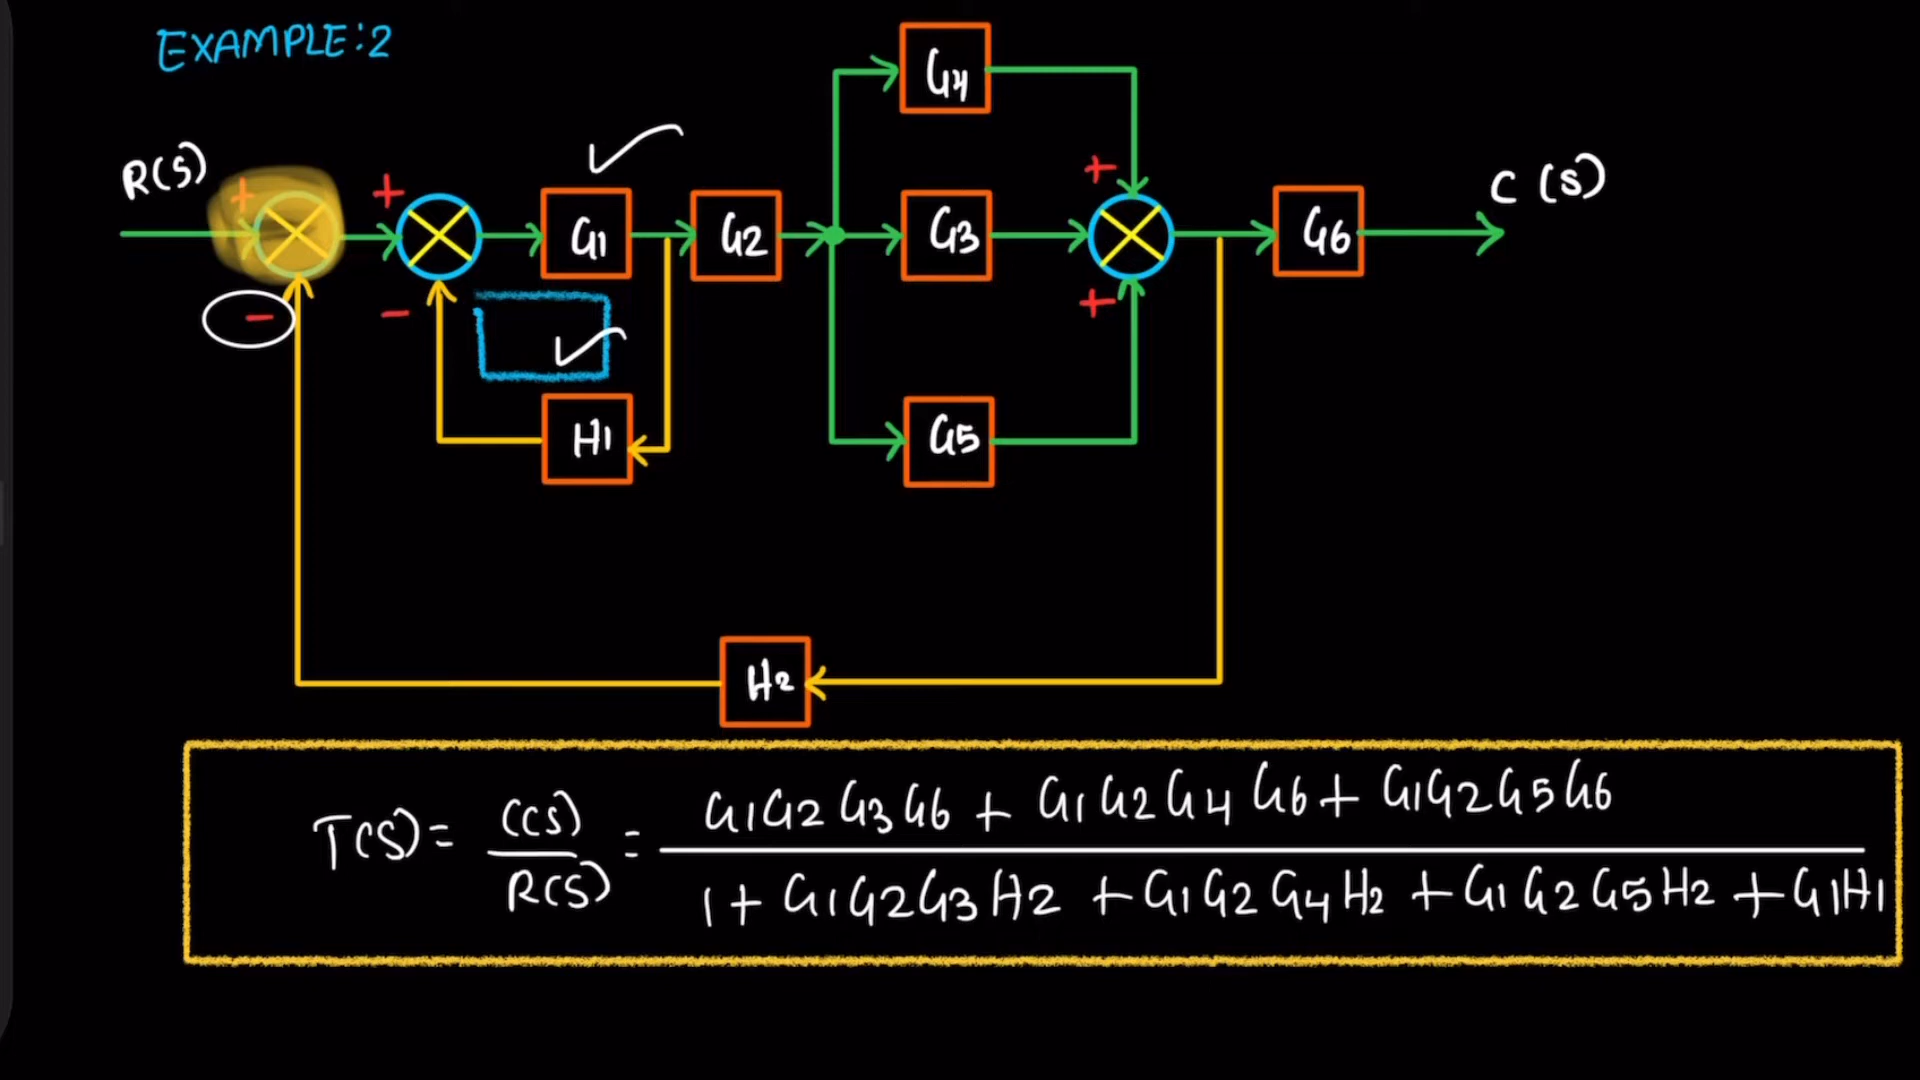 EXAMPLE:2
G4
R(S) + + + C (S)
G1 G2 G3 G6
- - +
H1 G5
H2
T(S) = C(S) / R(S) = G1G2G3G6 + G1G2G4G6 + G1G2G5G6
1 + G1G2G3H2 + G1G2G4H2 + G1G2G5H2 + G1H1